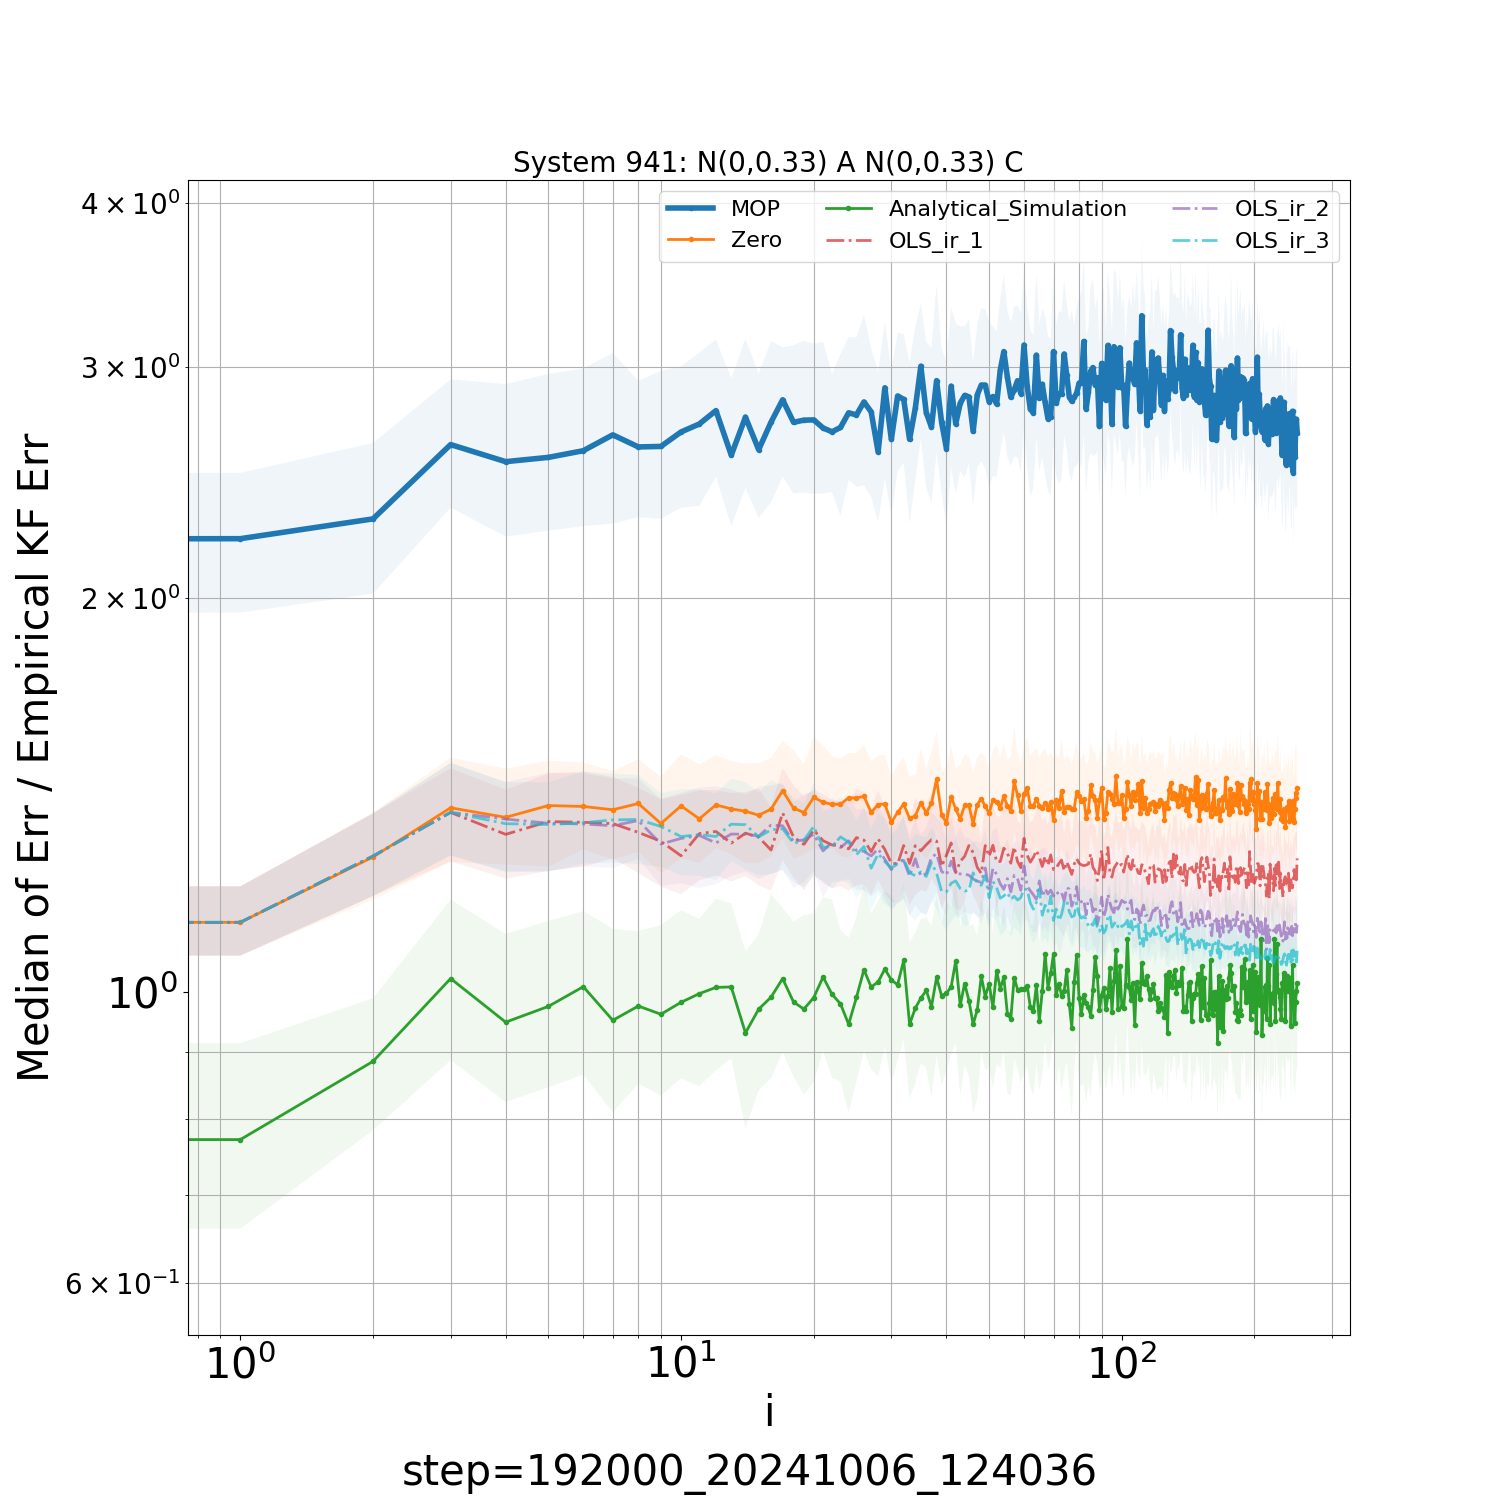 System 941: N(0,0.33) A N(0,0.33) C
MOP
Zero
Analytical_Simulation
OLS_ir_1
OLS_ir_2
OLS_ir_3
Median of Err / Empirical KF Err
4 × 10⁰
3 × 10⁰
2 × 10⁰
10⁰
6 × 10⁻¹
10⁰
10¹
10²
i
step=192000_20241006_124036